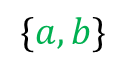 {a, b}